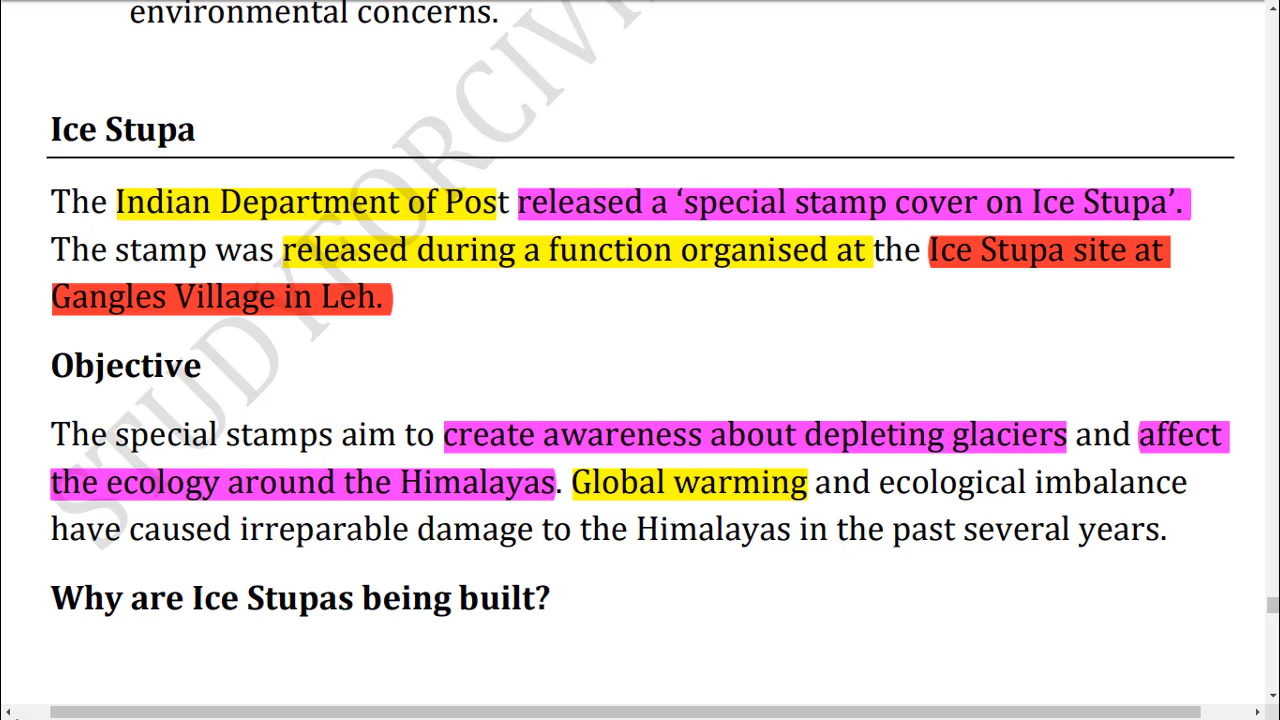 environmental concerns.
Ice Stupa
The Indian Department of Post released a ‘special stamp cover on Ice Stupa’.
The stamp was released during a function organised at the Ice Stupa site at
Gangles Village in Leh.
Objective
The special stamps aim to create awareness about depleting glaciers and affect
the ecology around the Himalayas. Global warming and ecological imbalance
have caused irreparable damage to the Himalayas in the past several years.
Why are Ice Stupas being built?
STUDYFORCIVI